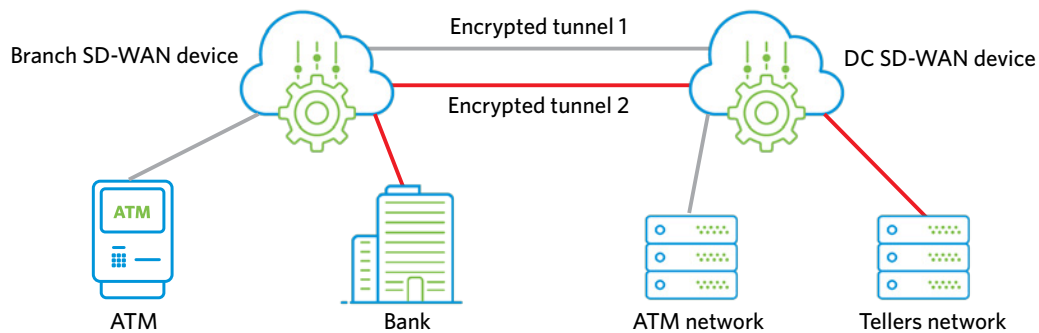 Encrypted tunnel 1
Branch SD-WAN device
DC SD-WAN device
Encrypted tunnel 2
ATM
ATM
Bank
ATM network
Tellers network